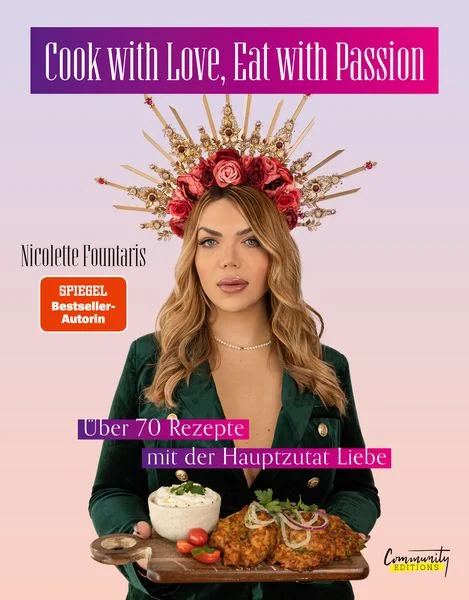 Cook with Love, Eat with Passion
Nicolette Fountaris
SPIEGEL
Bestseller-
Autorin
Über 70 Rezepte
mit der Hauptzutat Liebe
Community
EDITIONS